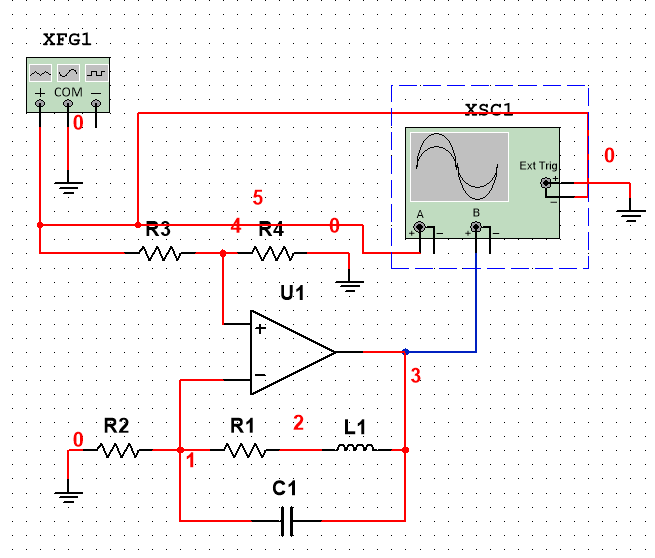 XFG1
+ COM −
0
XSC1
Ext Trig
+
−
0
A
B
+ − + −
5
R3 4 R4 0
U1
+
−
3
0 R2 R1 2 L1
1
C1